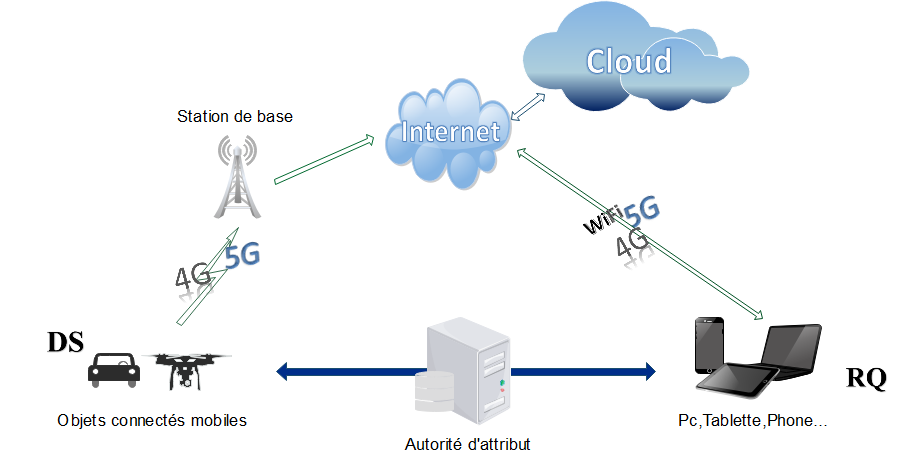 Cloud
Internet
Station de base
WiFi 5G
4G
4G 5G
DS
RQ
Objets connectés mobiles
Pc,Tablette,Phone...
Autorité d'attribut